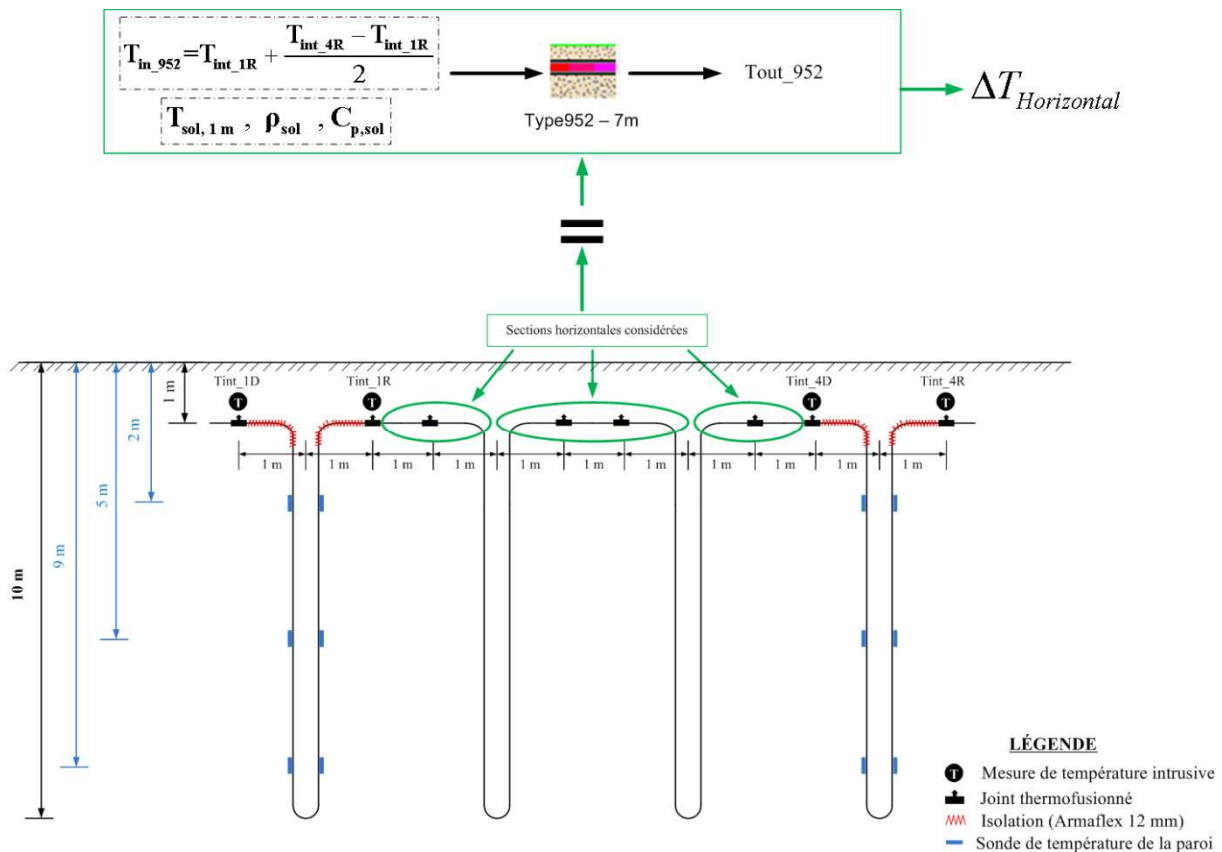 T_in_952=T_int_1R + (T_int_4R − T_int_1R)/2
T_sol, 1 m , ρ_sol , C_p,sol
Type952 – 7m
Tout_952
ΔT_Horizontal
=
Sections horizontales considérées
1 m
2 m
5 m
9 m
10 m
Tint_1D
Tint_1R
Tint_4D
Tint_4R
T T T T
1 m 1 m 1 m 1 m 1 m 1 m 1 m 1 m 1 m 1 m 1 m
LÉGENDE
T Mesure de température intrusive
Joint thermofusionné
Isolation (Armaflex 12 mm)
Sonde de température de la paroi